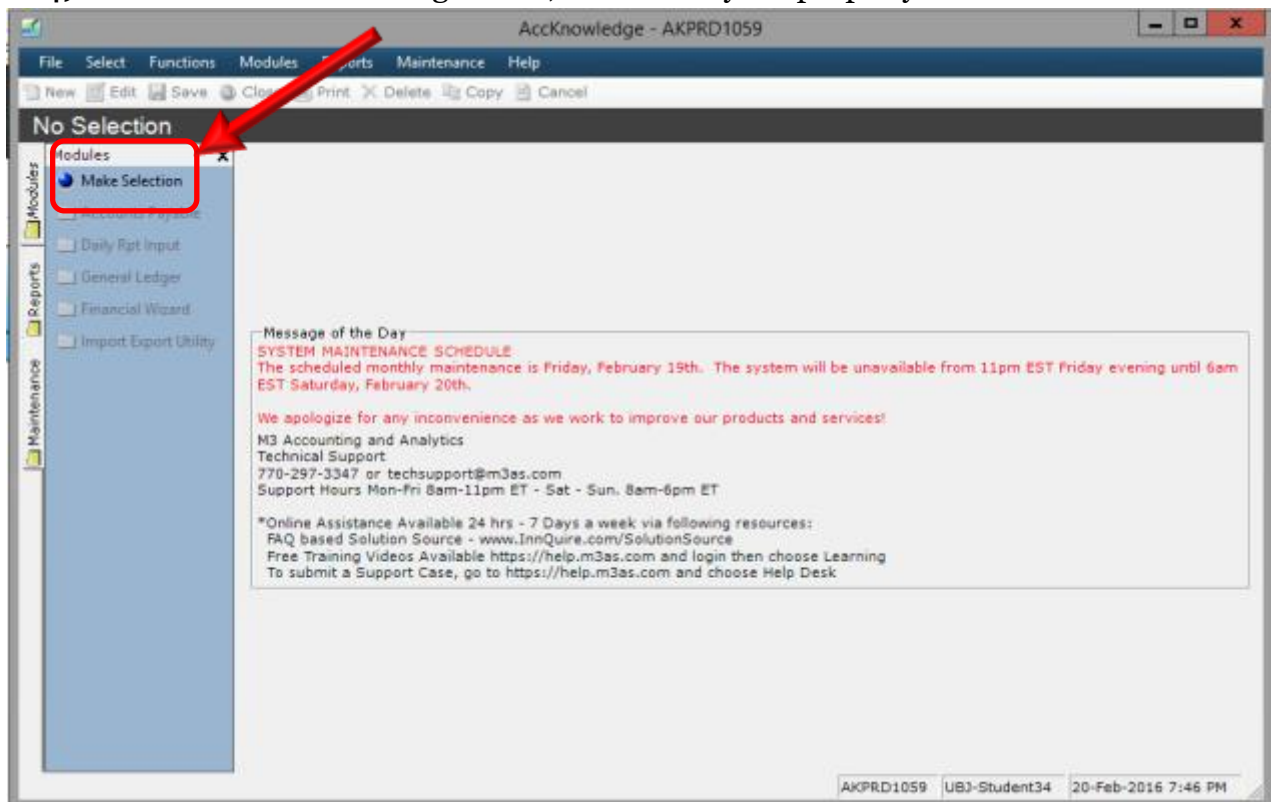 AccKnowledge - AKPRD1059
File Select Functions Modules Reports Maintenance Help
New Edit Save Close Print Delete Copy Cancel
No Selection
Modules
Reports
Maintenance
Modules
Make Selection
Accounts Payable
Daily Rpt Input
General Ledger
Financial Wizard
Import Export Utility
Message of the Day
SYSTEM MAINTENANCE SCHEDULE
The scheduled monthly maintenance is Friday, February 19th. The system will be unavailable from 11pm EST Friday evening until 6am
EST Saturday, February 20th.
We apologize for any inconvenience as we work to improve our products and services!
M3 Accounting and Analytics
Technical Support
770-297-3347 or techsupport@m3as.com
Support Hours Mon-Fri 8am-11pm ET - Sat - Sun. 8am-6pm ET
*Online Assistance Available 24 hrs - 7 Days a week via following resources:
FAQ based Solution Source - www.InnQuire.com/SolutionSource
Free Training Videos Available https://help.m3as.com and login then choose Learning
To submit a Support Case, go to https://help.m3as.com and choose Help Desk
AKPRD1059 UBJ-Student34 20-Feb-2016 7:46 PM